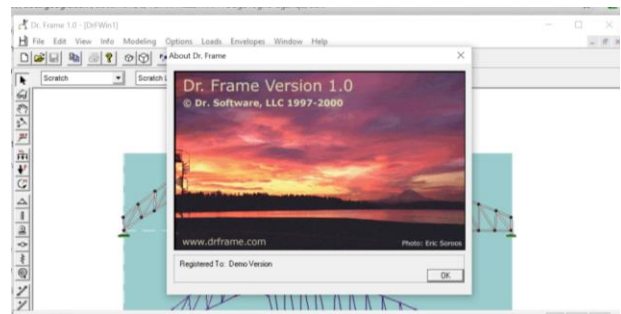 Dr. Frame 1.0 - [DrFWin1]
File Edit View Info Modeling Options Loads Envelopes Window Help
About Dr. Frame
Scratch
Scratch L
Dr. Frame Version 1.0
© Dr. Software, LLC 1997-2000
www.drframe.com
Photo: Eric Soroos
Registered To: Demo Version
OK